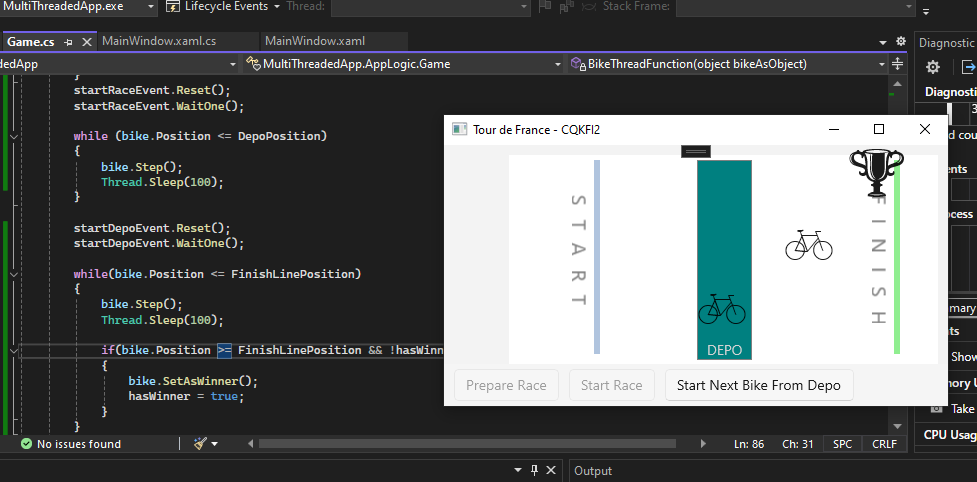 MultiThreadedApp.exe
Lifecycle Events
Thread:
Stack Frame:
Game.cs
MainWindow.xaml.cs
MainWindow.xaml
Diagnostic
dedApp
MultiThreadedApp.AppLogic.Game
BikeThreadFunction(object bikeAsObject)
}
startRaceEvent.Reset();
startRaceEvent.WaitOne();
while (bike.Position <= DepoPosition)
{
bike.Step();
Thread.Sleep(100);
}
startDepoEvent.Reset();
startDepoEvent.WaitOne();
while(bike.Position <= FinishLinePosition)
{
bike.Step();
Thread.Sleep(100);
if(bike.Position >= FinishLinePosition && !hasWinn
{
bike.SetAsWinner();
hasWinner = true;
}
}
Tour de France - CQKFI2
START
DEPO
FINISH
Prepare Race
Start Race
Start Next Bike From Depo
Diagnosti
d cou
ents
rocess
mmary
ts
Show
mory U
Take
CPU Usag
No issues found
Ln: 86
Ch: 31
SPC
CRLF
Output